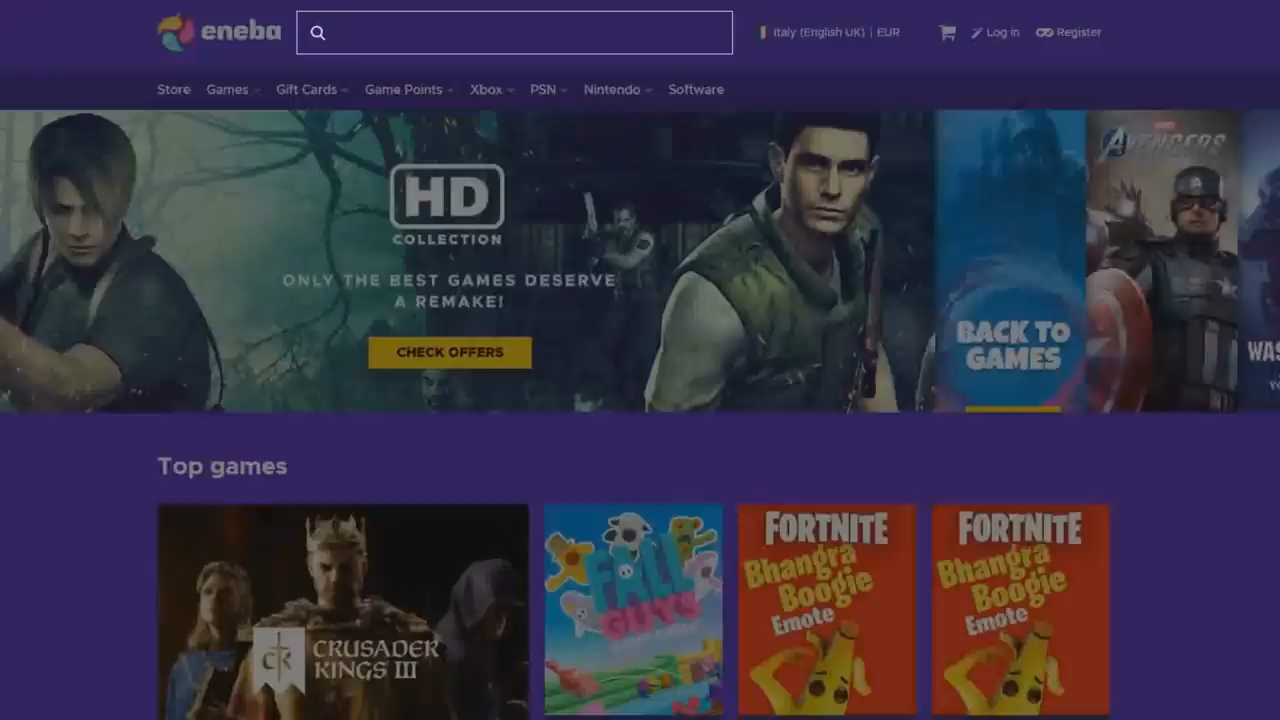 eneba
Italy (English UK) | EUR
Log in
Register
Store
Games
Gift Cards
Game Points
Xbox
PSN
Nintendo
Software
HD
COLLECTION
ONLY THE BEST GAMES DESERVE
A REMAKE!
CHECK OFFERS
BACK TO
GAMES
AVENGERS
WAS
Top games
CRUSADER
KINGS III
FALL
GUYS
FORTNITE
Bhangra
Boogie
Emote
FORTNITE
Bhangra
Boogie
Emote